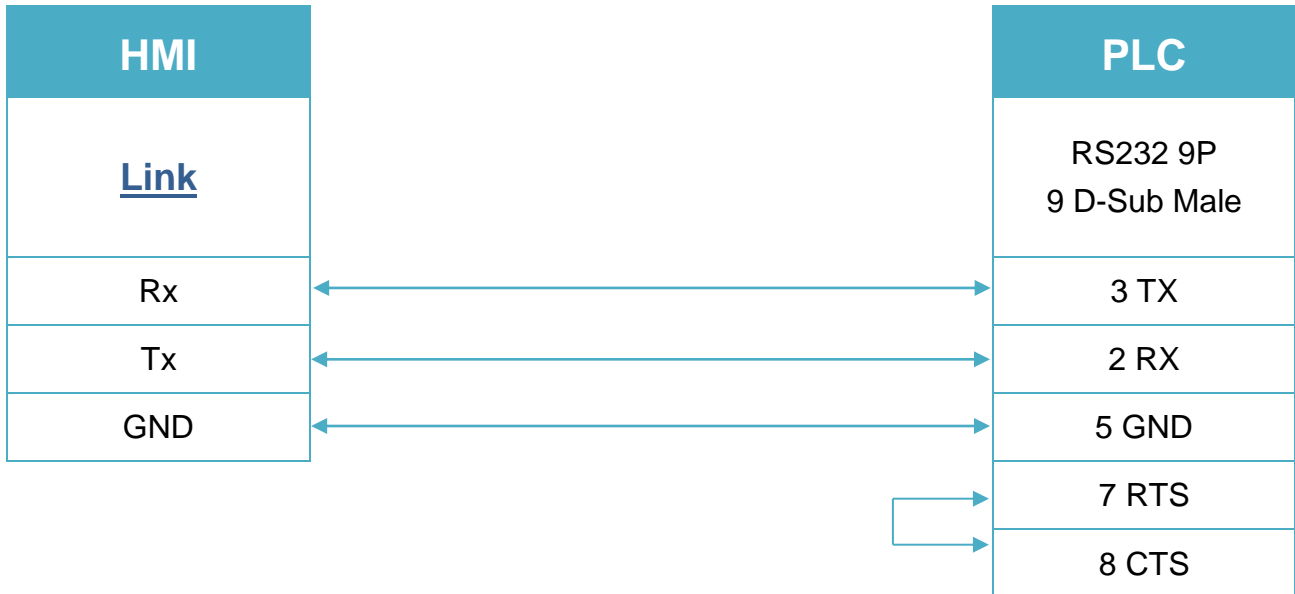 HMI
PLC
Link
RS232 9P
9 D-Sub Male
Rx
3 TX
Tx
2 RX
GND
5 GND
7 RTS
8 CTS